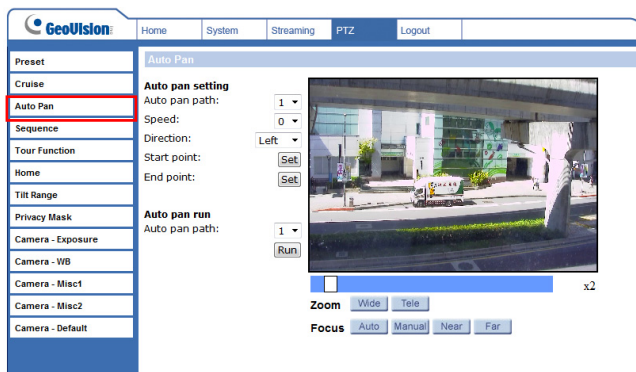 GeoVision
Home System Streaming PTZ Logout
Preset
Cruise
Auto Pan
Sequence
Tour Function
Home
Tilt Range
Privacy Mask
Camera - Exposure
Camera - WB
Camera - Misc1
Camera - Misc2
Camera - Default
Auto Pan
Auto pan setting
Auto pan path: 1
Speed: 0
Direction: Left
Start point: Set
End point: Set
Auto pan run
Auto pan path: 1
Run
x2
Zoom Wide Tele
Focus Auto Manual Near Far